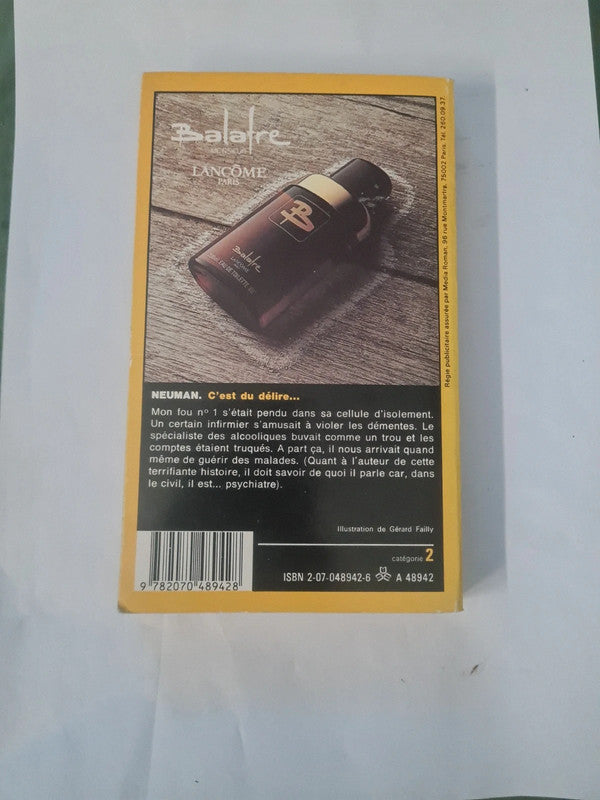 Balafre
LANCÔME
PARIS
B
Balafre
LANCÔME
NEUMAN. C'est du délire...
Mon fou nº 1 s'était pendu dans sa cellule d'isolement.
Un certain infirmier s'amusait à violer les démentes. Le
spécialiste des alcooliques buvait comme un trou et les
comptes étaient truqués. A part ça, il nous arrivait quand
même de guérir des malades. (Quant à l'auteur de cette
terrifiante histoire, il doit savoir de quoi il parle car, dans
le civil, il est... psychiatre).
Illustration de Gérard Failly
catégorie 2
ISBN 2-07-048942-6 A 48942
9 782070 489428
Régie publicitaire assurée par Média Roman, 96 rue Montmartre, 75002 Paris. Tél. 260.09.37.